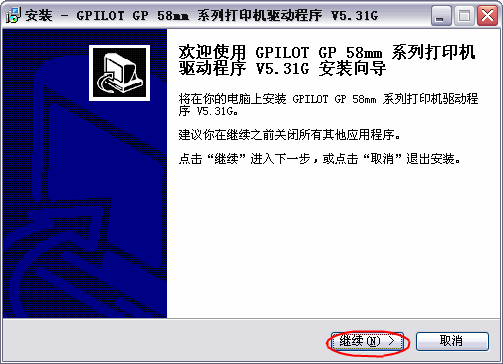 安装 - GPILOT GP 58mm 系列打印机驱动程序 V5.31G
欢迎使用 GPILOT GP 58mm 系列打印机
驱动程序 V5.31G 安装向导
将在你的电脑上安装 GPILOT GP 58mm 系列打印机驱动程
序 V5.31G。
建议你在继续之前关闭所有其他应用程序。
点击“继续”进入下一步，或点击“取消”退出安装。
继续(N) >
取消